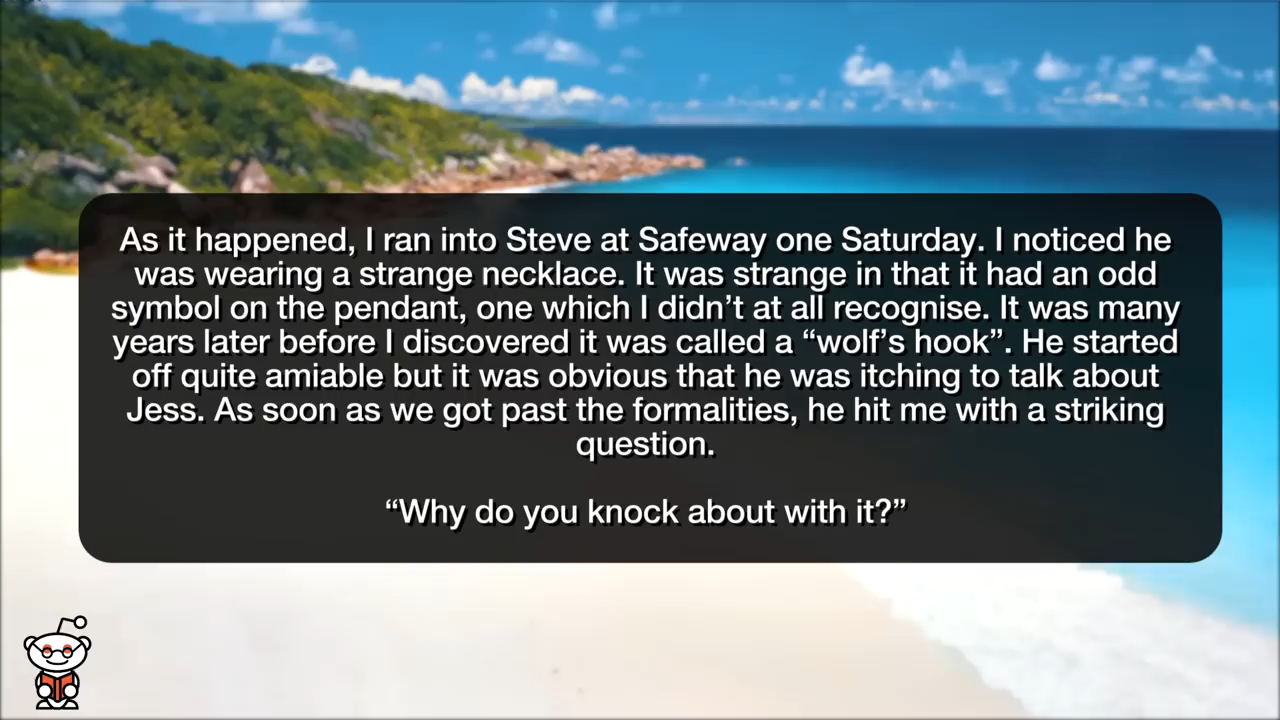 As it happened, I ran into Steve at Safeway one Saturday. I noticed he
was wearing a strange necklace. It was strange in that it had an odd
symbol on the pendant, one which I didn’t at all recognise. It was many
years later before I discovered it was called a “wolf’s hook”. He started
off quite amiable but it was obvious that he was itching to talk about
Jess. As soon as we got past the formalities, he hit me with a striking
question.
“Why do you knock about with it?”